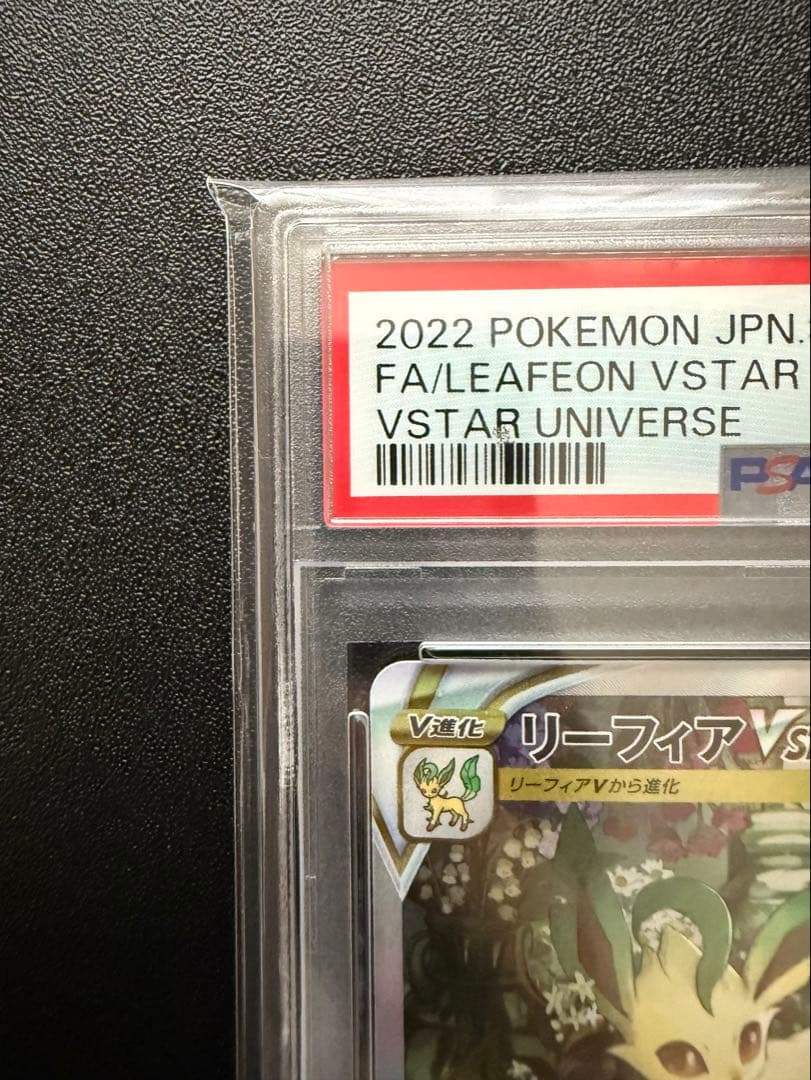 2022 POKEMON JPN.
FA/LEAFEON VSTAR
VSTAR UNIVERSE
PSA
V進化
リーフィアV
リーフィアVから進化